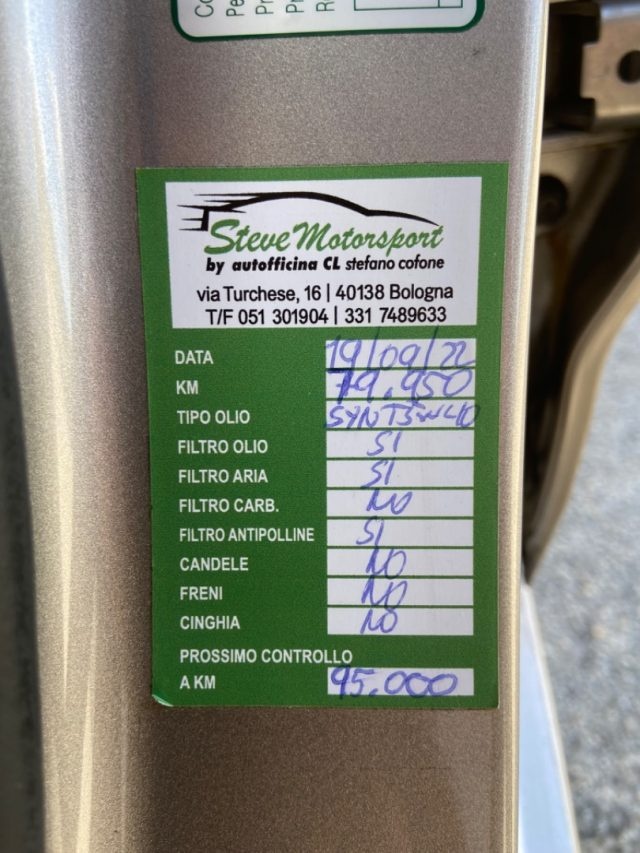 Steve Motorsport
by autofficina CL stefano cofone
via Turchese, 16 | 40138 Bologna
T/F 051 301904 | 331 7489633
DATA 19/09/22
KM 79.950
TIPO OLIO SYNT5W40
FILTRO OLIO SI
FILTRO ARIA SI
FILTRO CARB. NO
FILTRO ANTIPOLLINE SI
CANDELE NO
FRENI NO
CINGHIA NO
PROSSIMO CONTROLLO
A KM 95.000